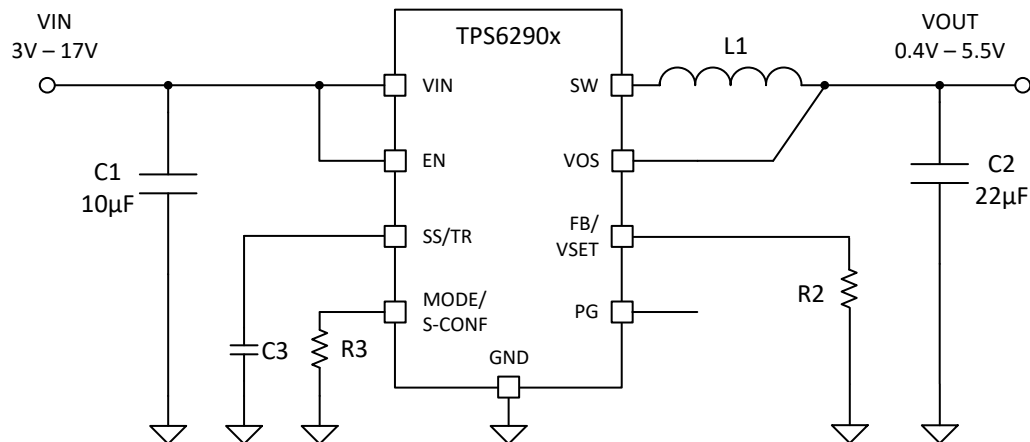 VIN
3V – 17V
TPS6290x
L1
VOUT
0.4V – 5.5V
VIN
SW
C1
10µF
EN
VOS
C2
22µF
SS/TR
FB/
VSET
R2
MODE/
S-CONF
PG
C3
R3
GND